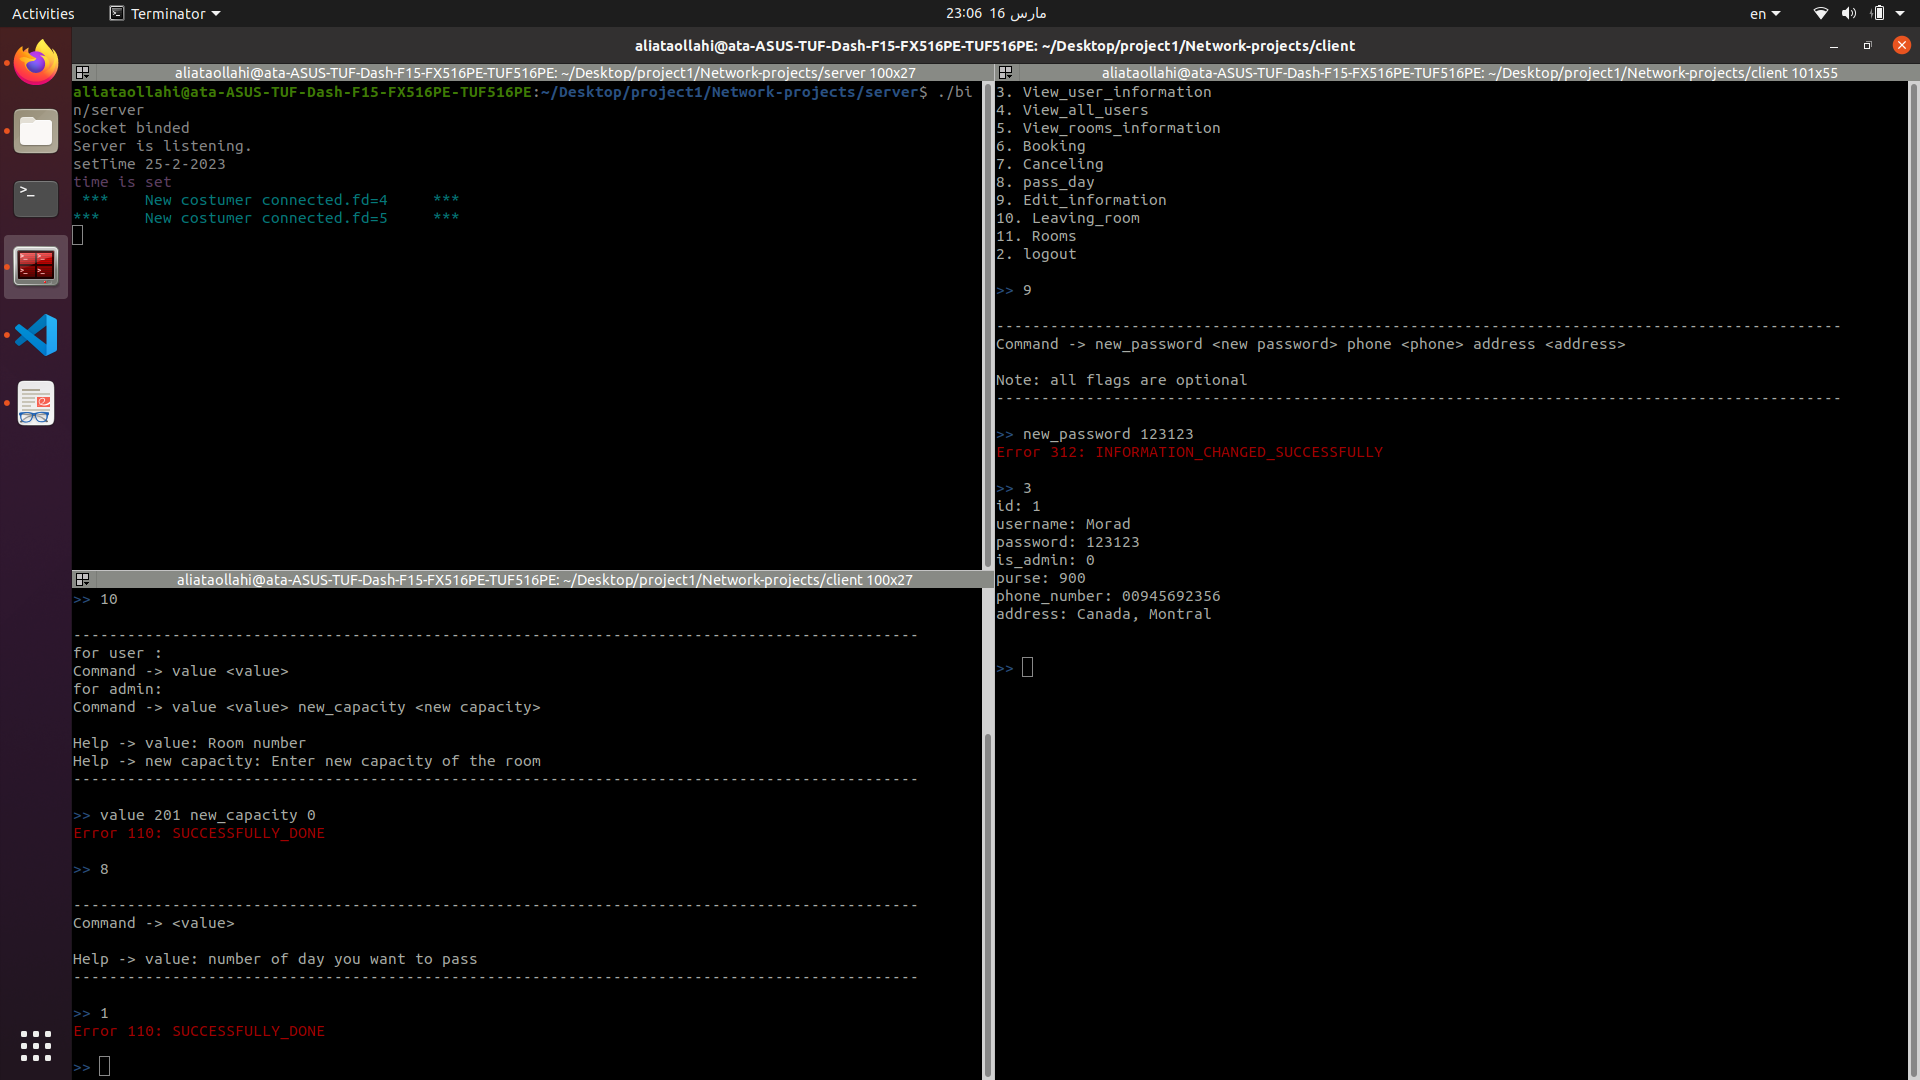 Activities
Terminator
23:06 16 مارس
en
aliataollahi@ata-ASUS-TUF-Dash-F15-FX516PE-TUF516PE: ~/Desktop/project1/Network-projects/client
aliataollahi@ata-ASUS-TUF-Dash-F15-FX516PE-TUF516PE: ~/Desktop/project1/Network-projects/server 100x27
aliataollahi@ata-ASUS-TUF-Dash-F15-FX516PE-TUF516PE:~/Desktop/project1/Network-projects/server$ ./bi
n/server
Socket binded
Server is listening.
setTime 25-2-2023
time is set
*** New costumer connected.fd=4 ***
*** New costumer connected.fd=5 ***
aliataollahi@ata-ASUS-TUF-Dash-F15-FX516PE-TUF516PE: ~/Desktop/project1/Network-projects/client 100x27
>> 10
----------------------------------------------------------------------------------------------
for user :
Command -> value <value>
for admin:
Command -> value <value> new_capacity <new capacity>
Help -> value: Room number
Help -> new capacity: Enter new capacity of the room
----------------------------------------------------------------------------------------------
>> value 201 new_capacity 0
Error 110: SUCCESSFULLY_DONE
>> 8
----------------------------------------------------------------------------------------------
Command -> <value>
Help -> value: number of day you want to pass
----------------------------------------------------------------------------------------------
>> 1
Error 110: SUCCESSFULLY_DONE
>>
aliataollahi@ata-ASUS-TUF-Dash-F15-FX516PE-TUF516PE: ~/Desktop/project1/Network-projects/client 101x55
3. View_user_information
4. View_all_users
5. View_rooms_information
6. Booking
7. Canceling
8. pass_day
9. Edit_information
10. Leaving_room
11. Rooms
2. logout
>> 9
----------------------------------------------------------------------------------------------
Command -> new_password <new password> phone <phone> address <address>
Note: all flags are optional
----------------------------------------------------------------------------------------------
>> new_password 123123
Error 312: INFORMATION_CHANGED_SUCCESSFULLY
>> 3
id: 1
username: Morad
password: 123123
is_admin: 0
purse: 900
phone_number: 00945692356
address: Canada, Montral
>>